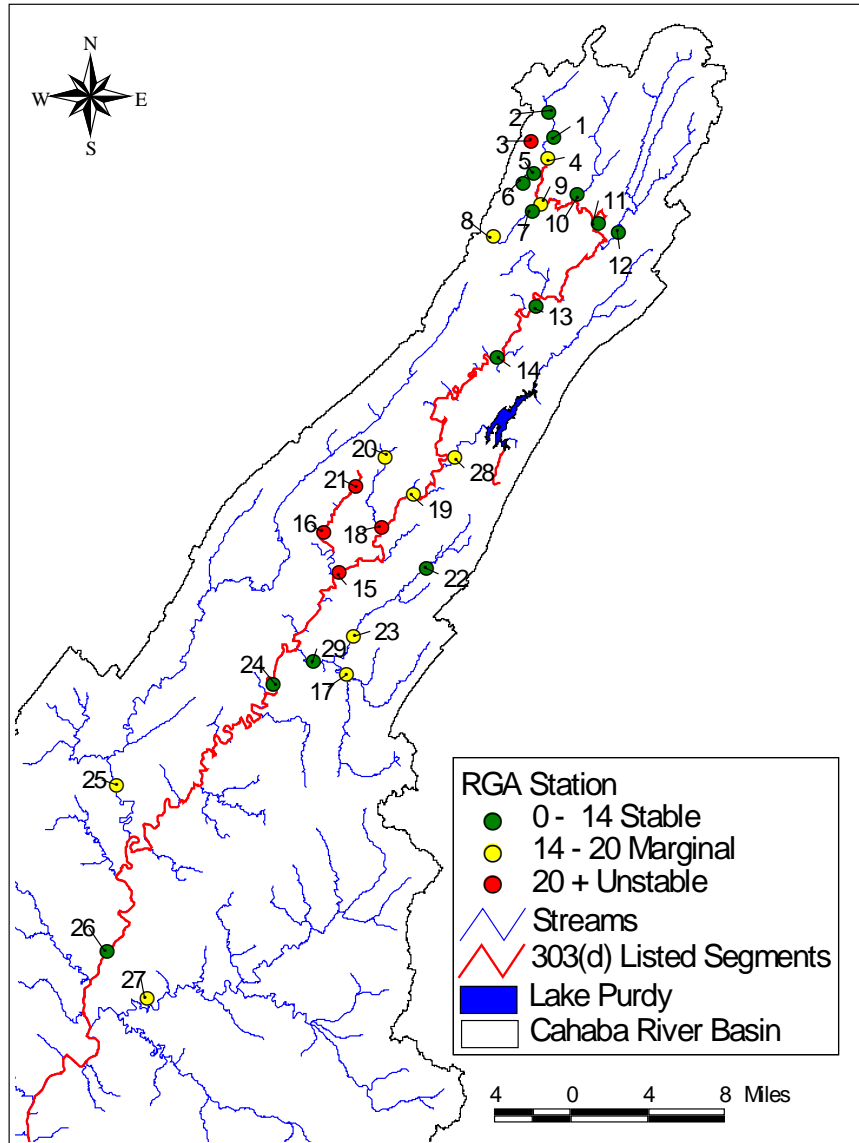 N
W E
S
2
1
3
4
5
6
9
11
7
10
8
12
13
14
20
28
21
19
16
18
15
22
23
29
24
17
25
26
27
RGA Station
0 - 14 Stable
14 - 20 Marginal
20 + Unstable
Streams
303(d) Listed Segments
Lake Purdy
Cahaba River Basin
4 0 4 8 Miles